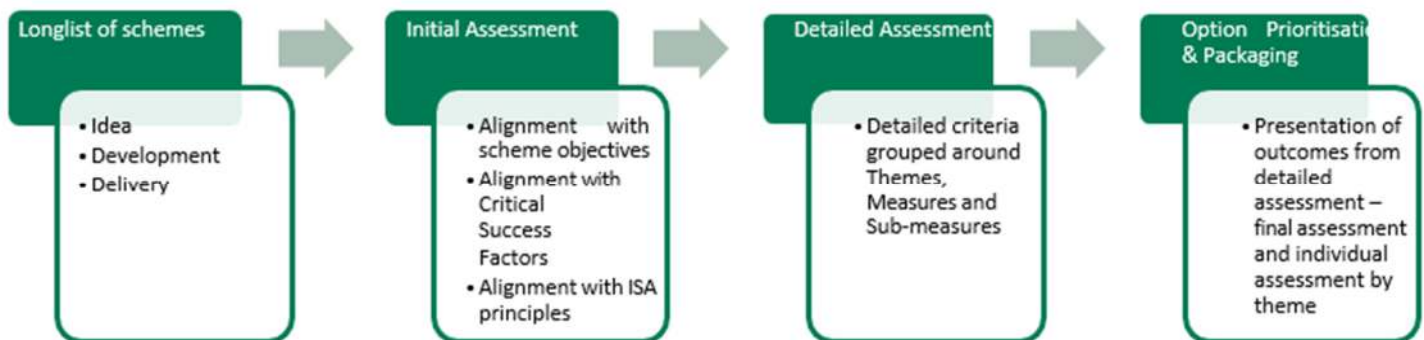 Longlist of schemes
• Idea
• Development
• Delivery
Initial Assessment
• Alignment with
scheme objectives
• Alignment with
Critical
Success
Factors
• Alignment with ISA
principles
Detailed Assessment
• Detailed criteria
grouped around
Themes,
Measures and
Sub-measures
Option Prioritisatio
& Packaging
• Presentation of
outcomes from
detailed
assessment –
final assessment
and individual
assessment by
theme